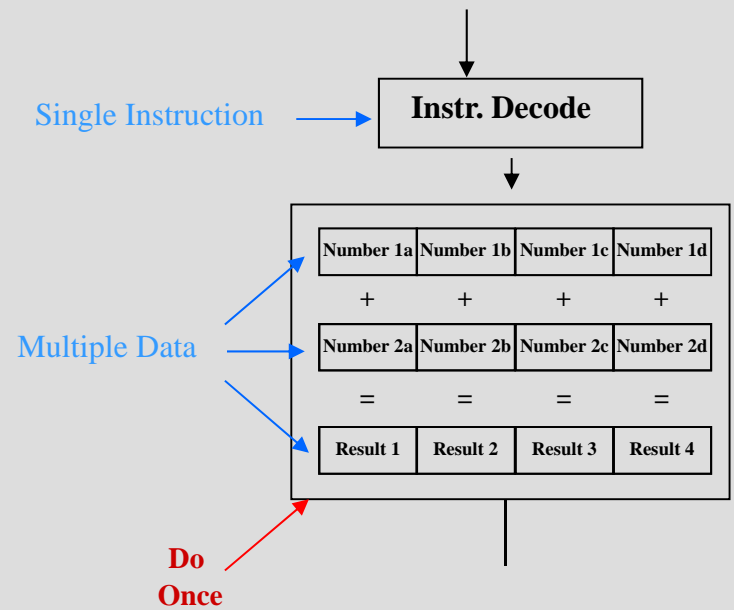 Single Instruction
Instr. Decode
Multiple Data
Number 1a Number 1b Number 1c Number 1d
+ + + +
Number 2a Number 2b Number 2c Number 2d
= = = =
Result 1 Result 2 Result 3 Result 4
Do
Once